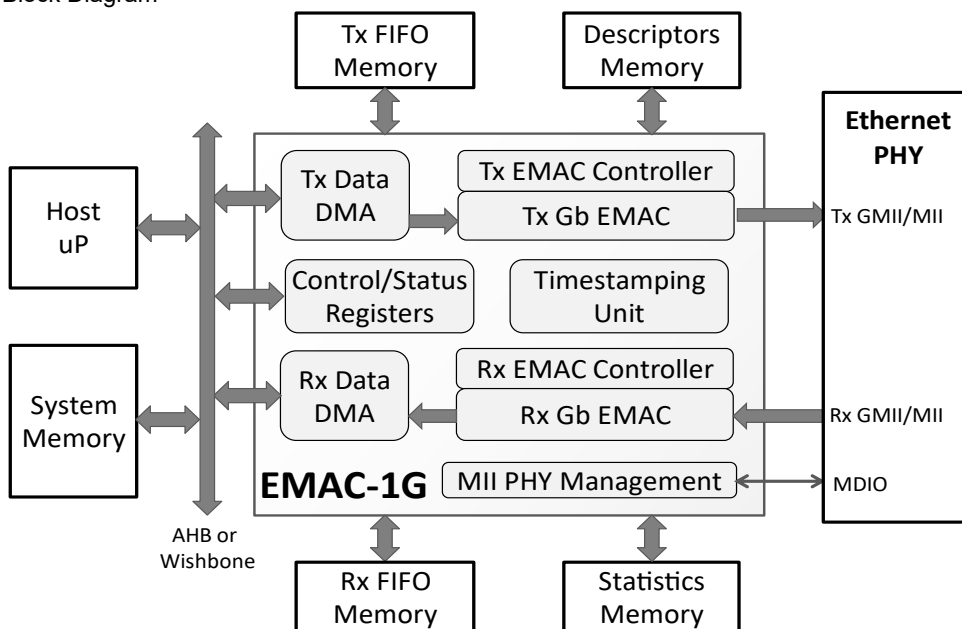 Block Diagram
Tx FIFO
Memory
Descriptors
Memory
Ethernet
PHY
Host
uP
Tx Data
DMA
Tx EMAC Controller
Tx Gb EMAC
Tx GMII/MII
Control/Status
Registers
Timestamping
Unit
System
Memory
Rx Data
DMA
Rx EMAC Controller
Rx Gb EMAC
Rx GMII/MII
EMAC-1G
MII PHY Management
MDIO
AHB or
Wishbone
Rx FIFO
Memory
Statistics
Memory